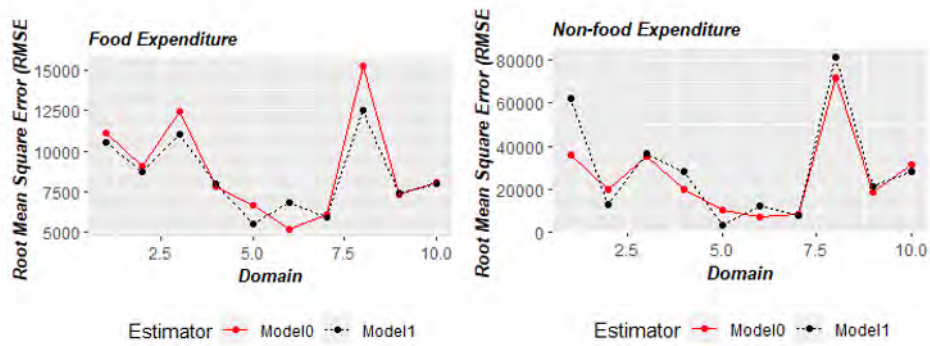 Food Expenditure
Root Mean Square Error (RMSE
15000
12500
10000
7500
5000
2.5 5.0 7.5 10.0
Domain
Estimator Model0 Model1
Non-food Expenditure
Root Mean Square Error (RMSE
80000
60000
40000
20000
0
2.5 5.0 7.5 10.0
Domain
Estimator Model0 Model1